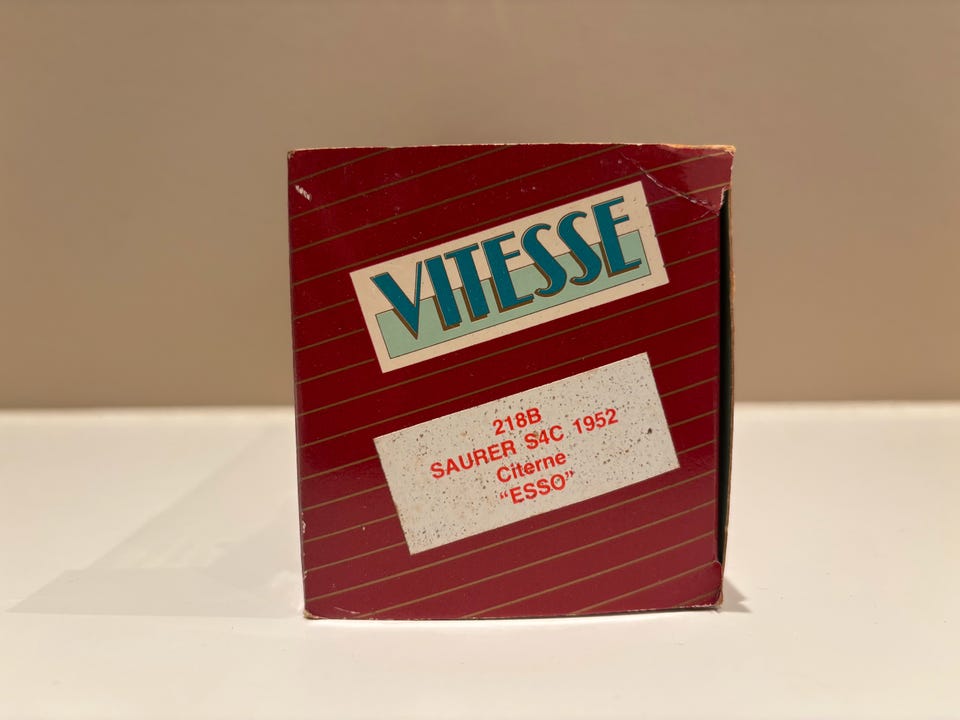 VITESSE
218B
SAURER S4C 1952
Citerne
“ESSO”